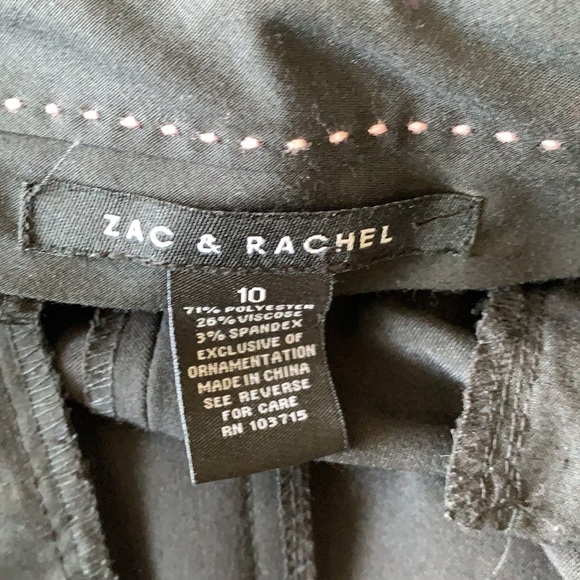 ZAC & RACHEL
10
71% POLYESTER
26% VISCOSE
3% SPANDEX
EXCLUSIVE OF
ORNAMENTATION
MADE IN CHINA
SEE REVERSE
FOR CARE
RN 103715